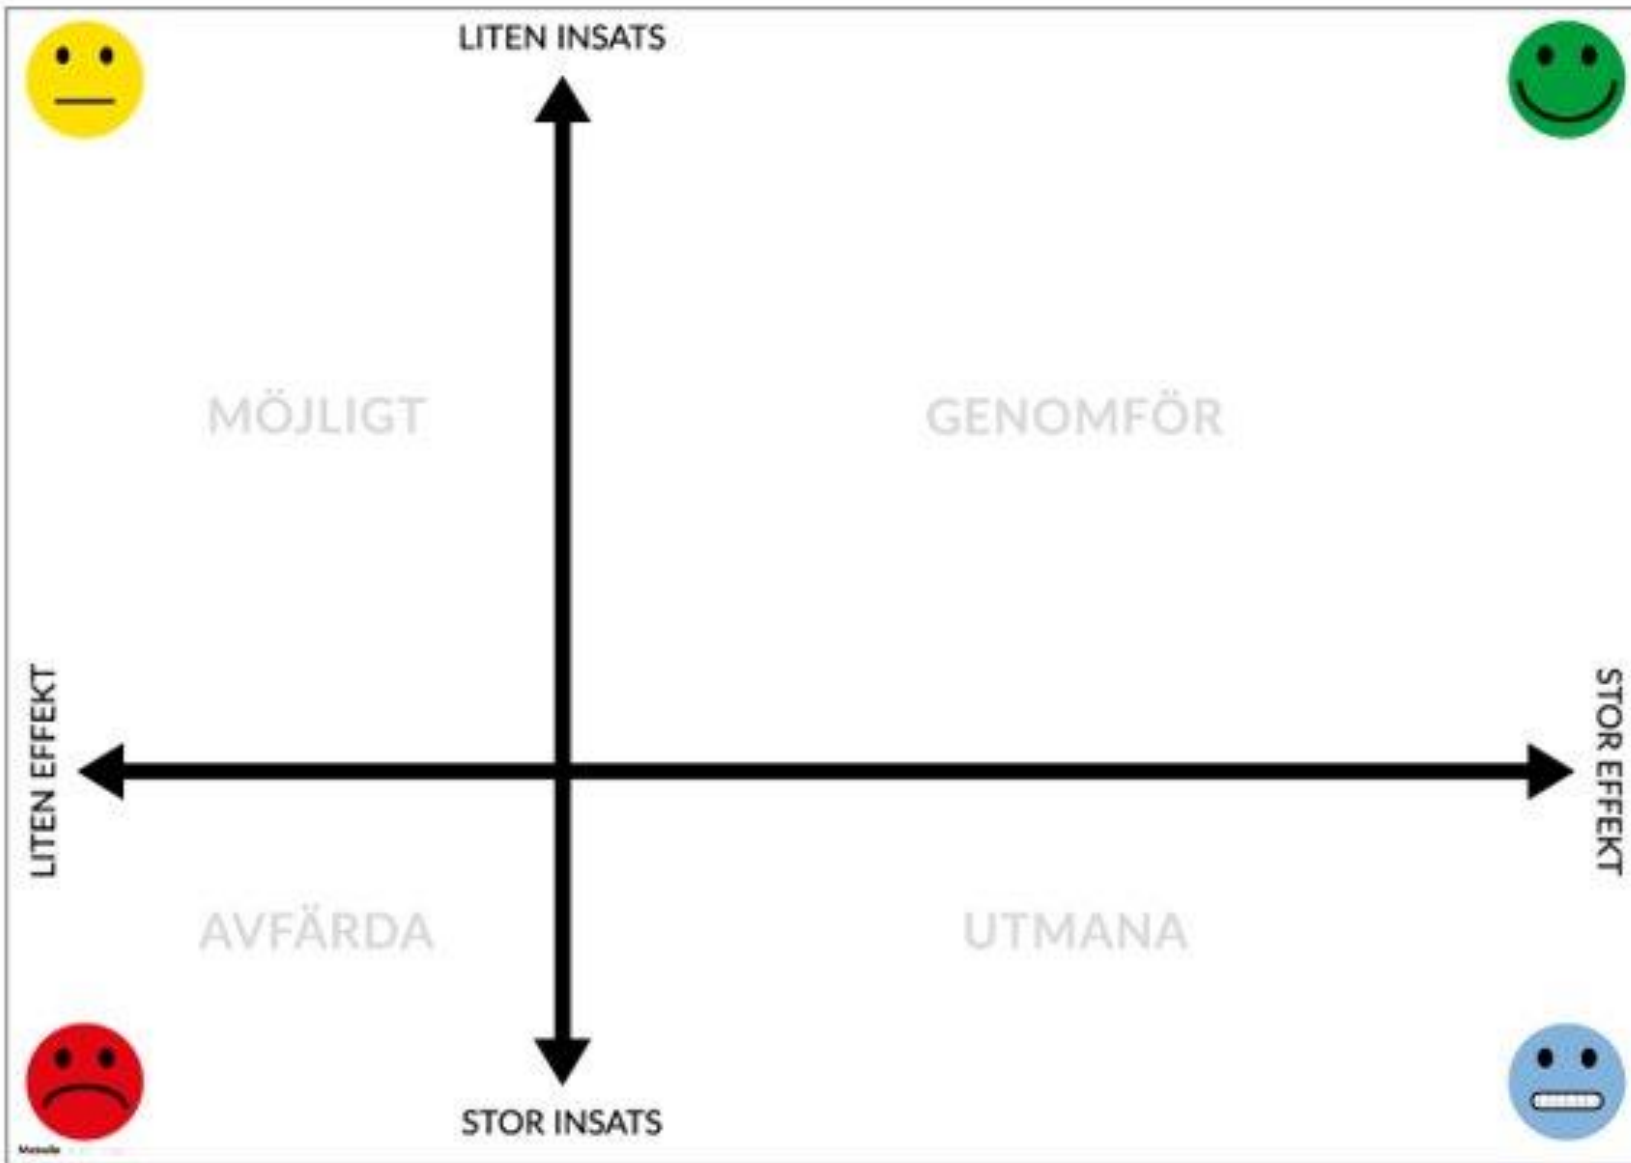 LITEN INSATS
MÖJLIGT
GENOMFÖR
LITEN EFFEKT
STOR EFFEKT
AVFÄRDA
UTMANA
STOR INSATS